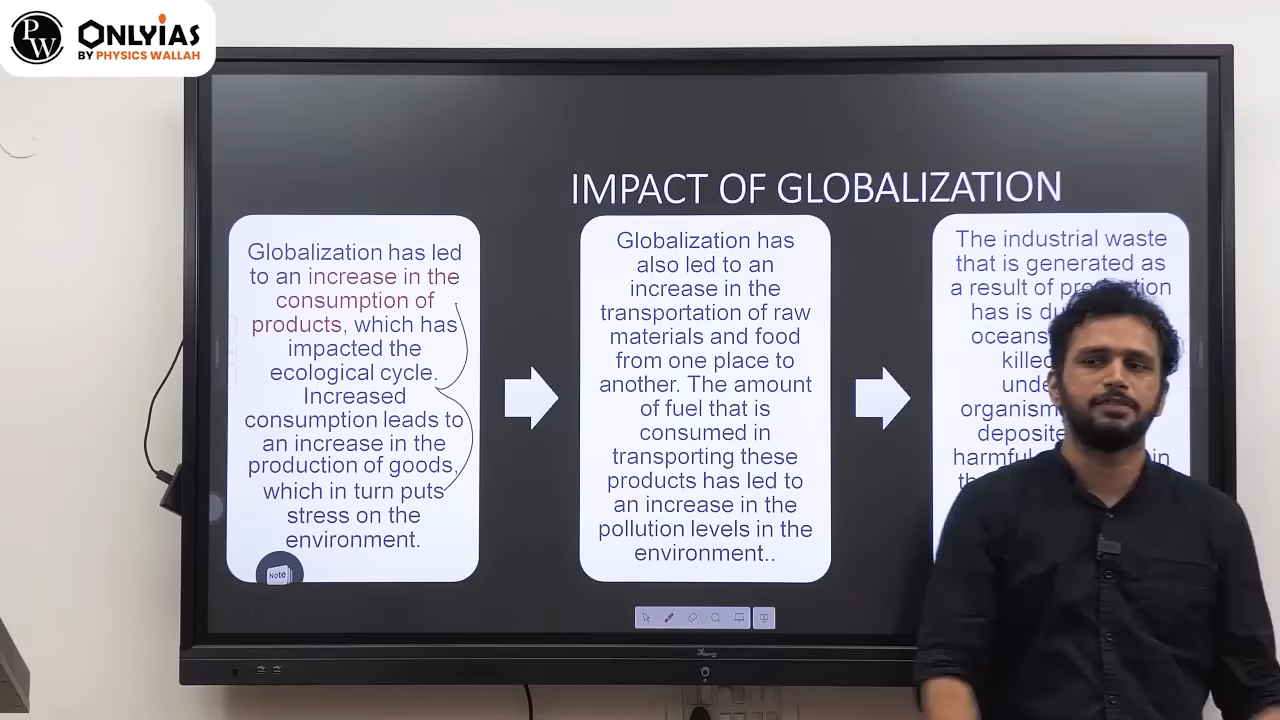 PW
ONLYIAS
BY PHYSICS WALLAH
IMPACT OF GLOBALIZATION
Globalization has led
to an increase in the
consumption of
products, which has
impacted the
ecological cycle.
Increased
consumption leads to
an increase in the
production of goods,
which in turn puts
stress on the
environment.
Note
Globalization has
also led to an
increase in the
transportation of raw
materials and food
from one place to
another. The amount
of fuel that is
consumed in
transporting these
products has led to
an increase in the
pollution levels in the
environment..
The industrial waste
that is generated as
a result of production
has is
oceans
killed
organism
harmful in